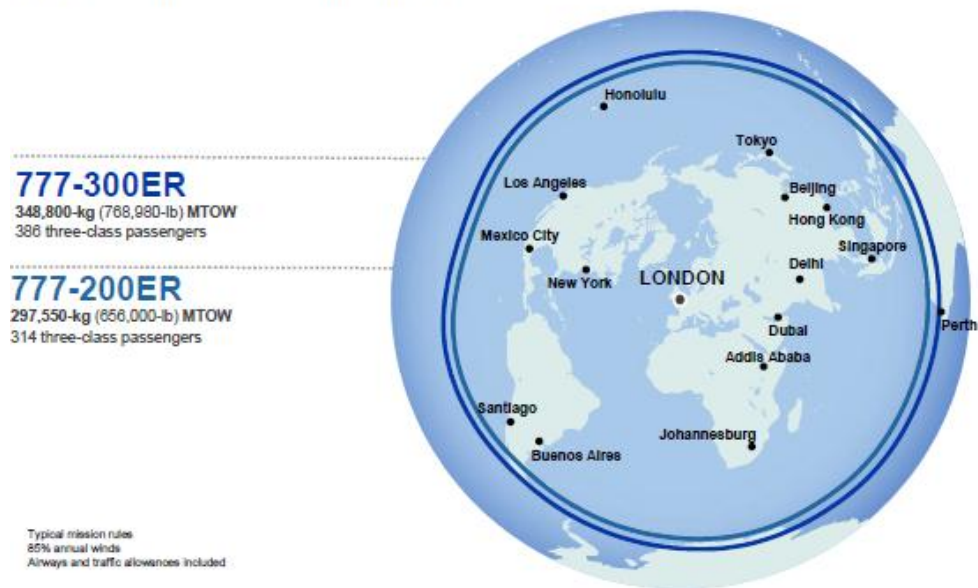 777-300ER
348,800-kg (768,980-lb) MTOW
386 three-class passengers
777-200ER
297,550-kg (656,000-lb) MTOW
314 three-class passengers
Honolulu
Tokyo
Los Angeles
Beijing
Hong Kong
Mexico City
Singapore
New York
LONDON
Delhi
Dubai
Perth
Addis Ababa
Santiago
Johannesburg
Buenos Aires
Typical mission rules
85% annual winds
Airways and traffic allowances included